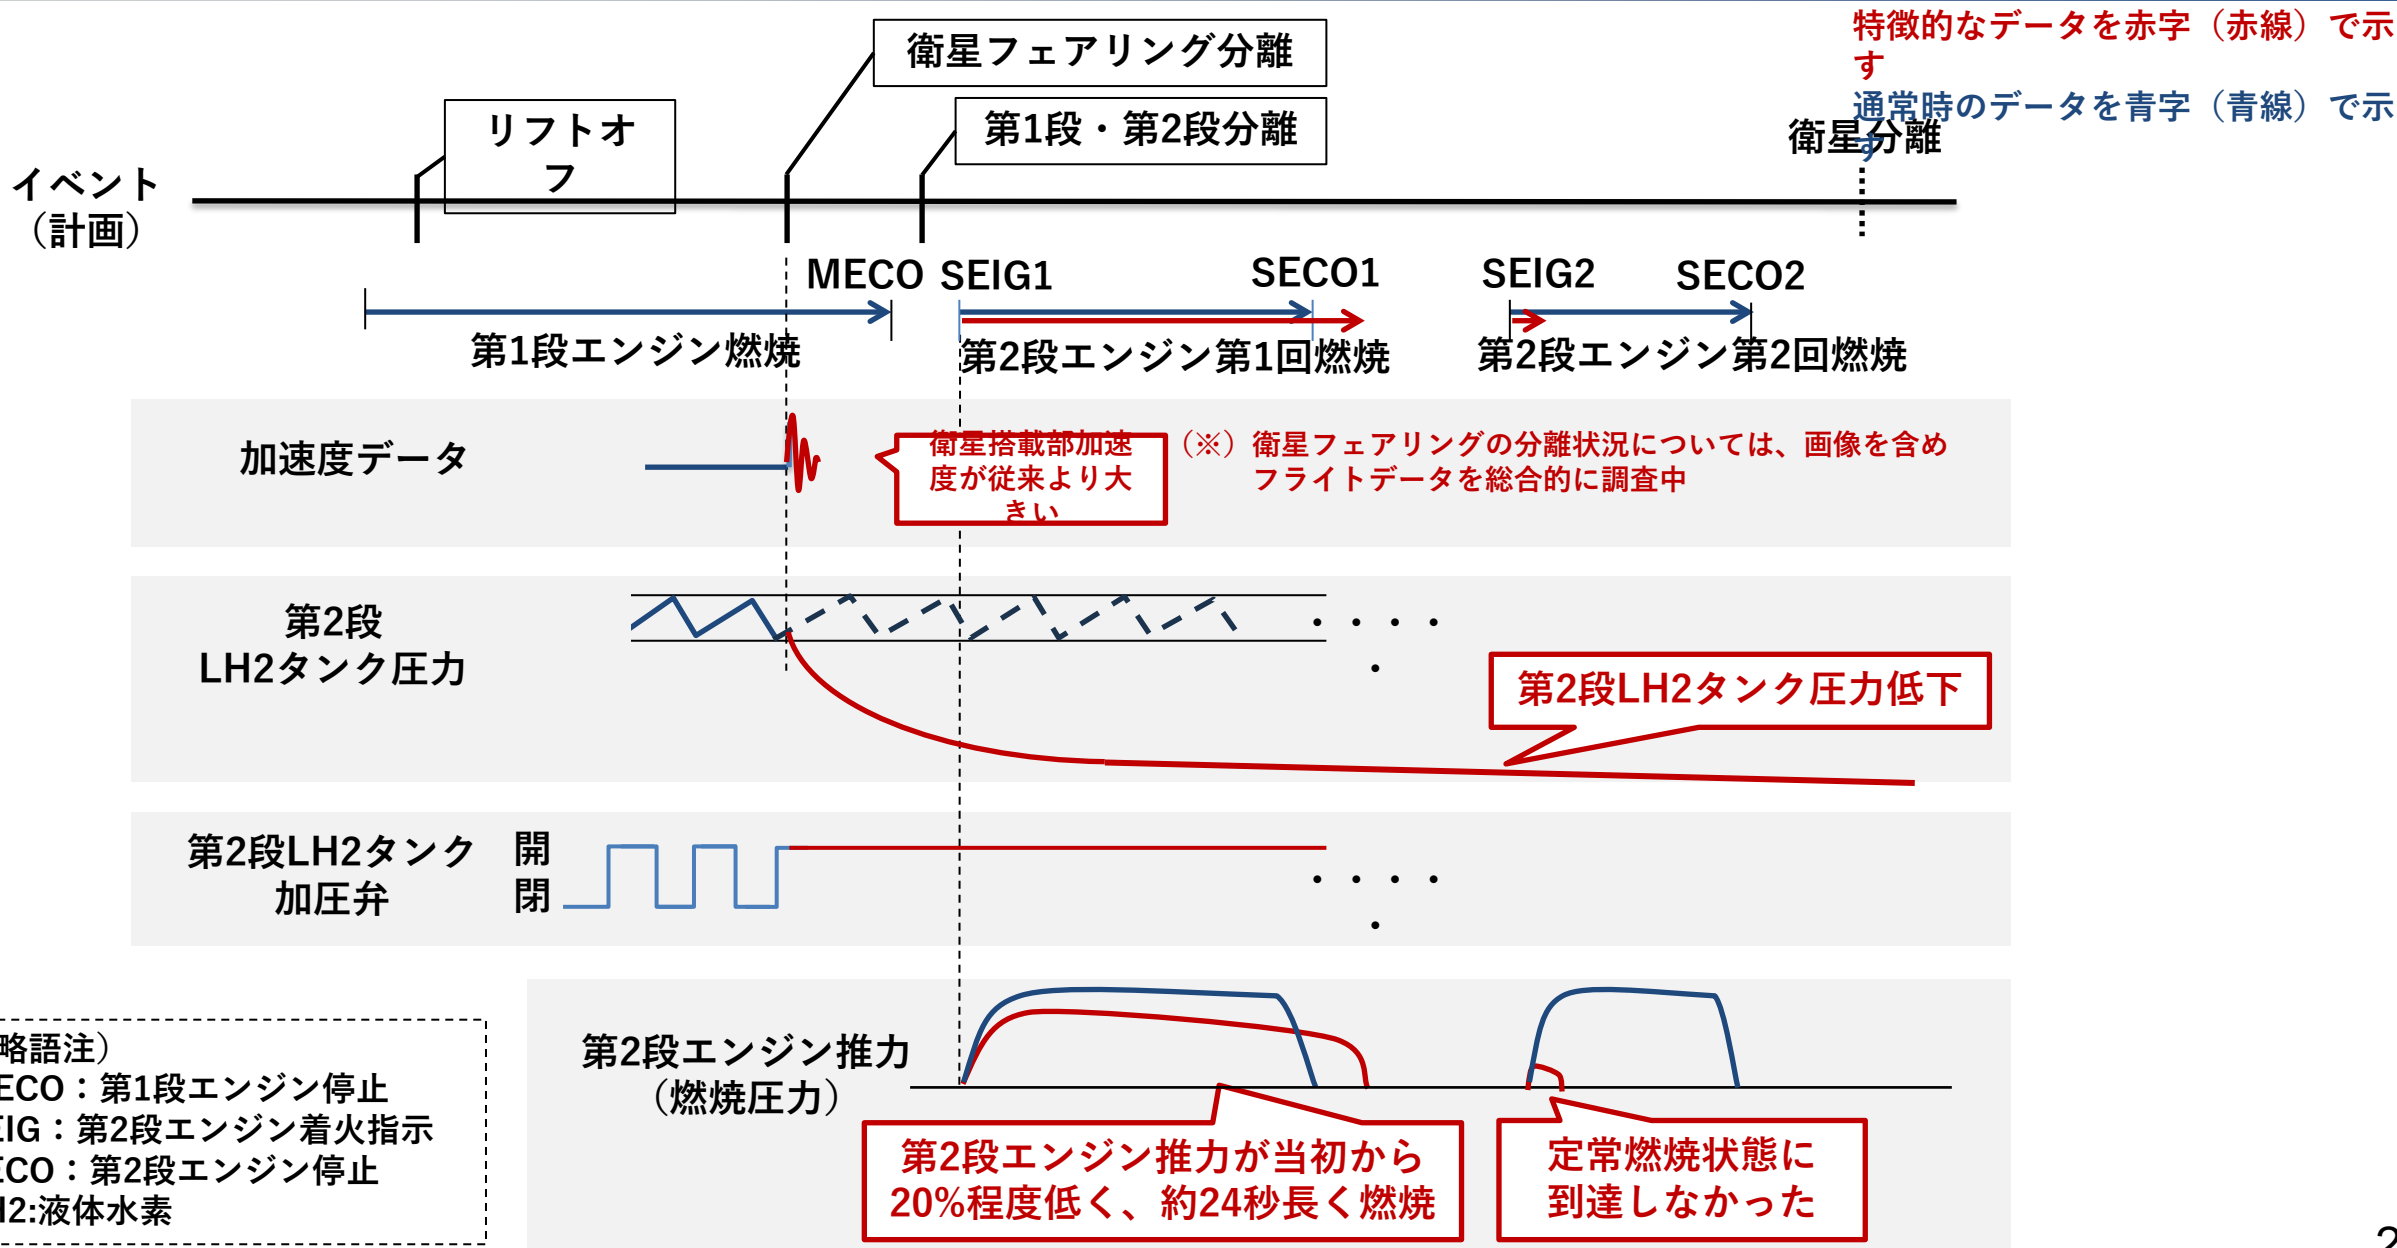 特徴的なデータを赤字（赤線）で示
す
通常時のデータを青字（青線）で示
す
衛星フェアリング分離
リフトオ
フ
第1段・第2段分離
衛星分離
イベント
（計画）
MECO
SEIG1
SECO1
SEIG2
SECO2
第1段エンジン燃焼
第2段エンジン第1回燃焼
第2段エンジン第2回燃焼
加速度データ
衛星搭載部加速
度が従来より大
きい
（※）衛星フェアリングの分離状況については、画像を含め
フライトデータを総合的に調査中
第2段
LH2タンク圧力
・・・・
・
第2段LH2タンク圧力低下
第2段LH2タンク
加圧弁
開
閉
・・・・
・
第2段エンジン推力
（燃焼圧力）
第2段エンジン推力が当初から
20%程度低く、約24秒長く燃焼
定常燃焼状態に
到達しなかった
略語注）
ECO：第1段エンジン停止
EIG：第2段エンジン着火指示
ECO：第2段エンジン停止
H2:液体水素
2